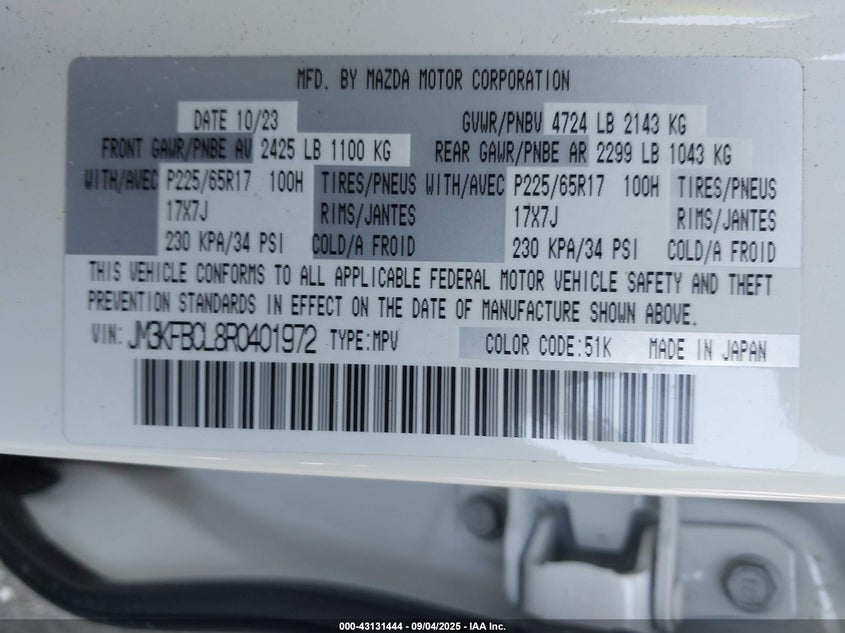 MFD. BY MAZDA MOTOR CORPORATION
DATE 10/23 GVWR/PNBV 4724 LB 2143 KG
FRONT GAWR/PNBE AV 2425 LB 1100 KG REAR GAWR/PNBE AR 2299 LB 1043 KG
WITH/AVEC P225/65R17 100H TIRES/PNEUS WITH/AVEC P225/65R17 100H TIRES/PNEUS
17X7J RIMS/JANTES 17X7J RIMS/JANTES
230 KPA/34 PSI COLD/A FROID 230 KPA/34 PSI COLD/A FROID
THIS VEHICLE CONFORMS TO ALL APPLICABLE FEDERAL MOTOR VEHICLE SAFETY AND THEFT
PREVENTION STANDARDS IN EFFECT ON THE DATE OF MANUFACTURE SHOWN ABOVE.
VIN: JM3KFBCL8R0401972 TYPE:MPV COLOR CODE:51K MADE IN JAPAN
000-43131444 - 09/04/2025 - IAA Inc.